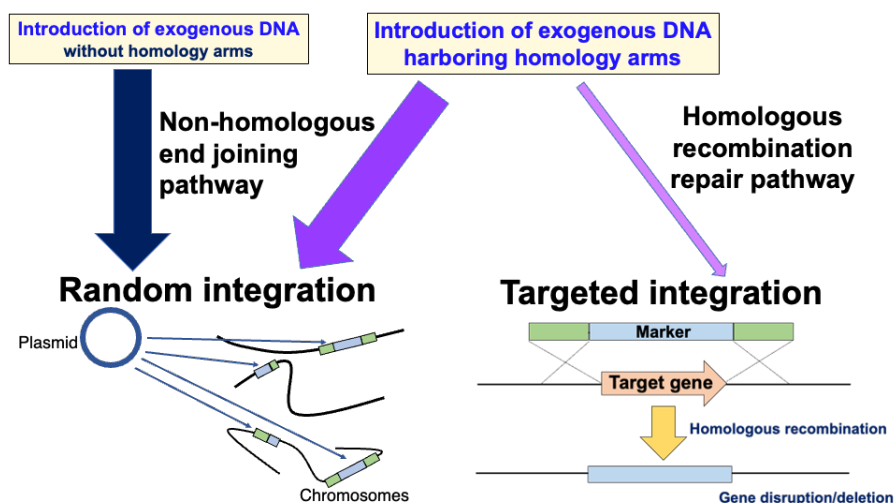 Introduction of exogenous DNA
without homology arms
Introduction of exogenous DNA
harboring homology arms
Non-homologous
end joining
pathway
Homologous
recombination
repair pathway
Random integration
Targeted integration
Plasmid
Chromosomes
Marker
Target gene
Homologous recombination
Gene disruption/deletion